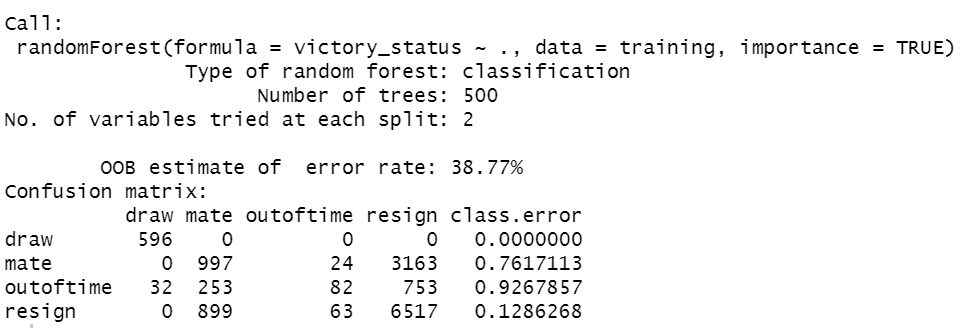 Call:
 randomForest(formula = victory_status ~ ., data = training, importance = TRUE)
               Type of random forest: classification
                     Number of trees: 500
No. of variables tried at each split: 2

        OOB estimate of  error rate: 38.77%
Confusion matrix:
          draw mate outoftime resign class.error
draw       596    0         0      0   0.0000000
mate         0  997        24   3163   0.7617113
outoftime   32  253        82    753   0.9267857
resign       0  899        63   6517   0.1286268